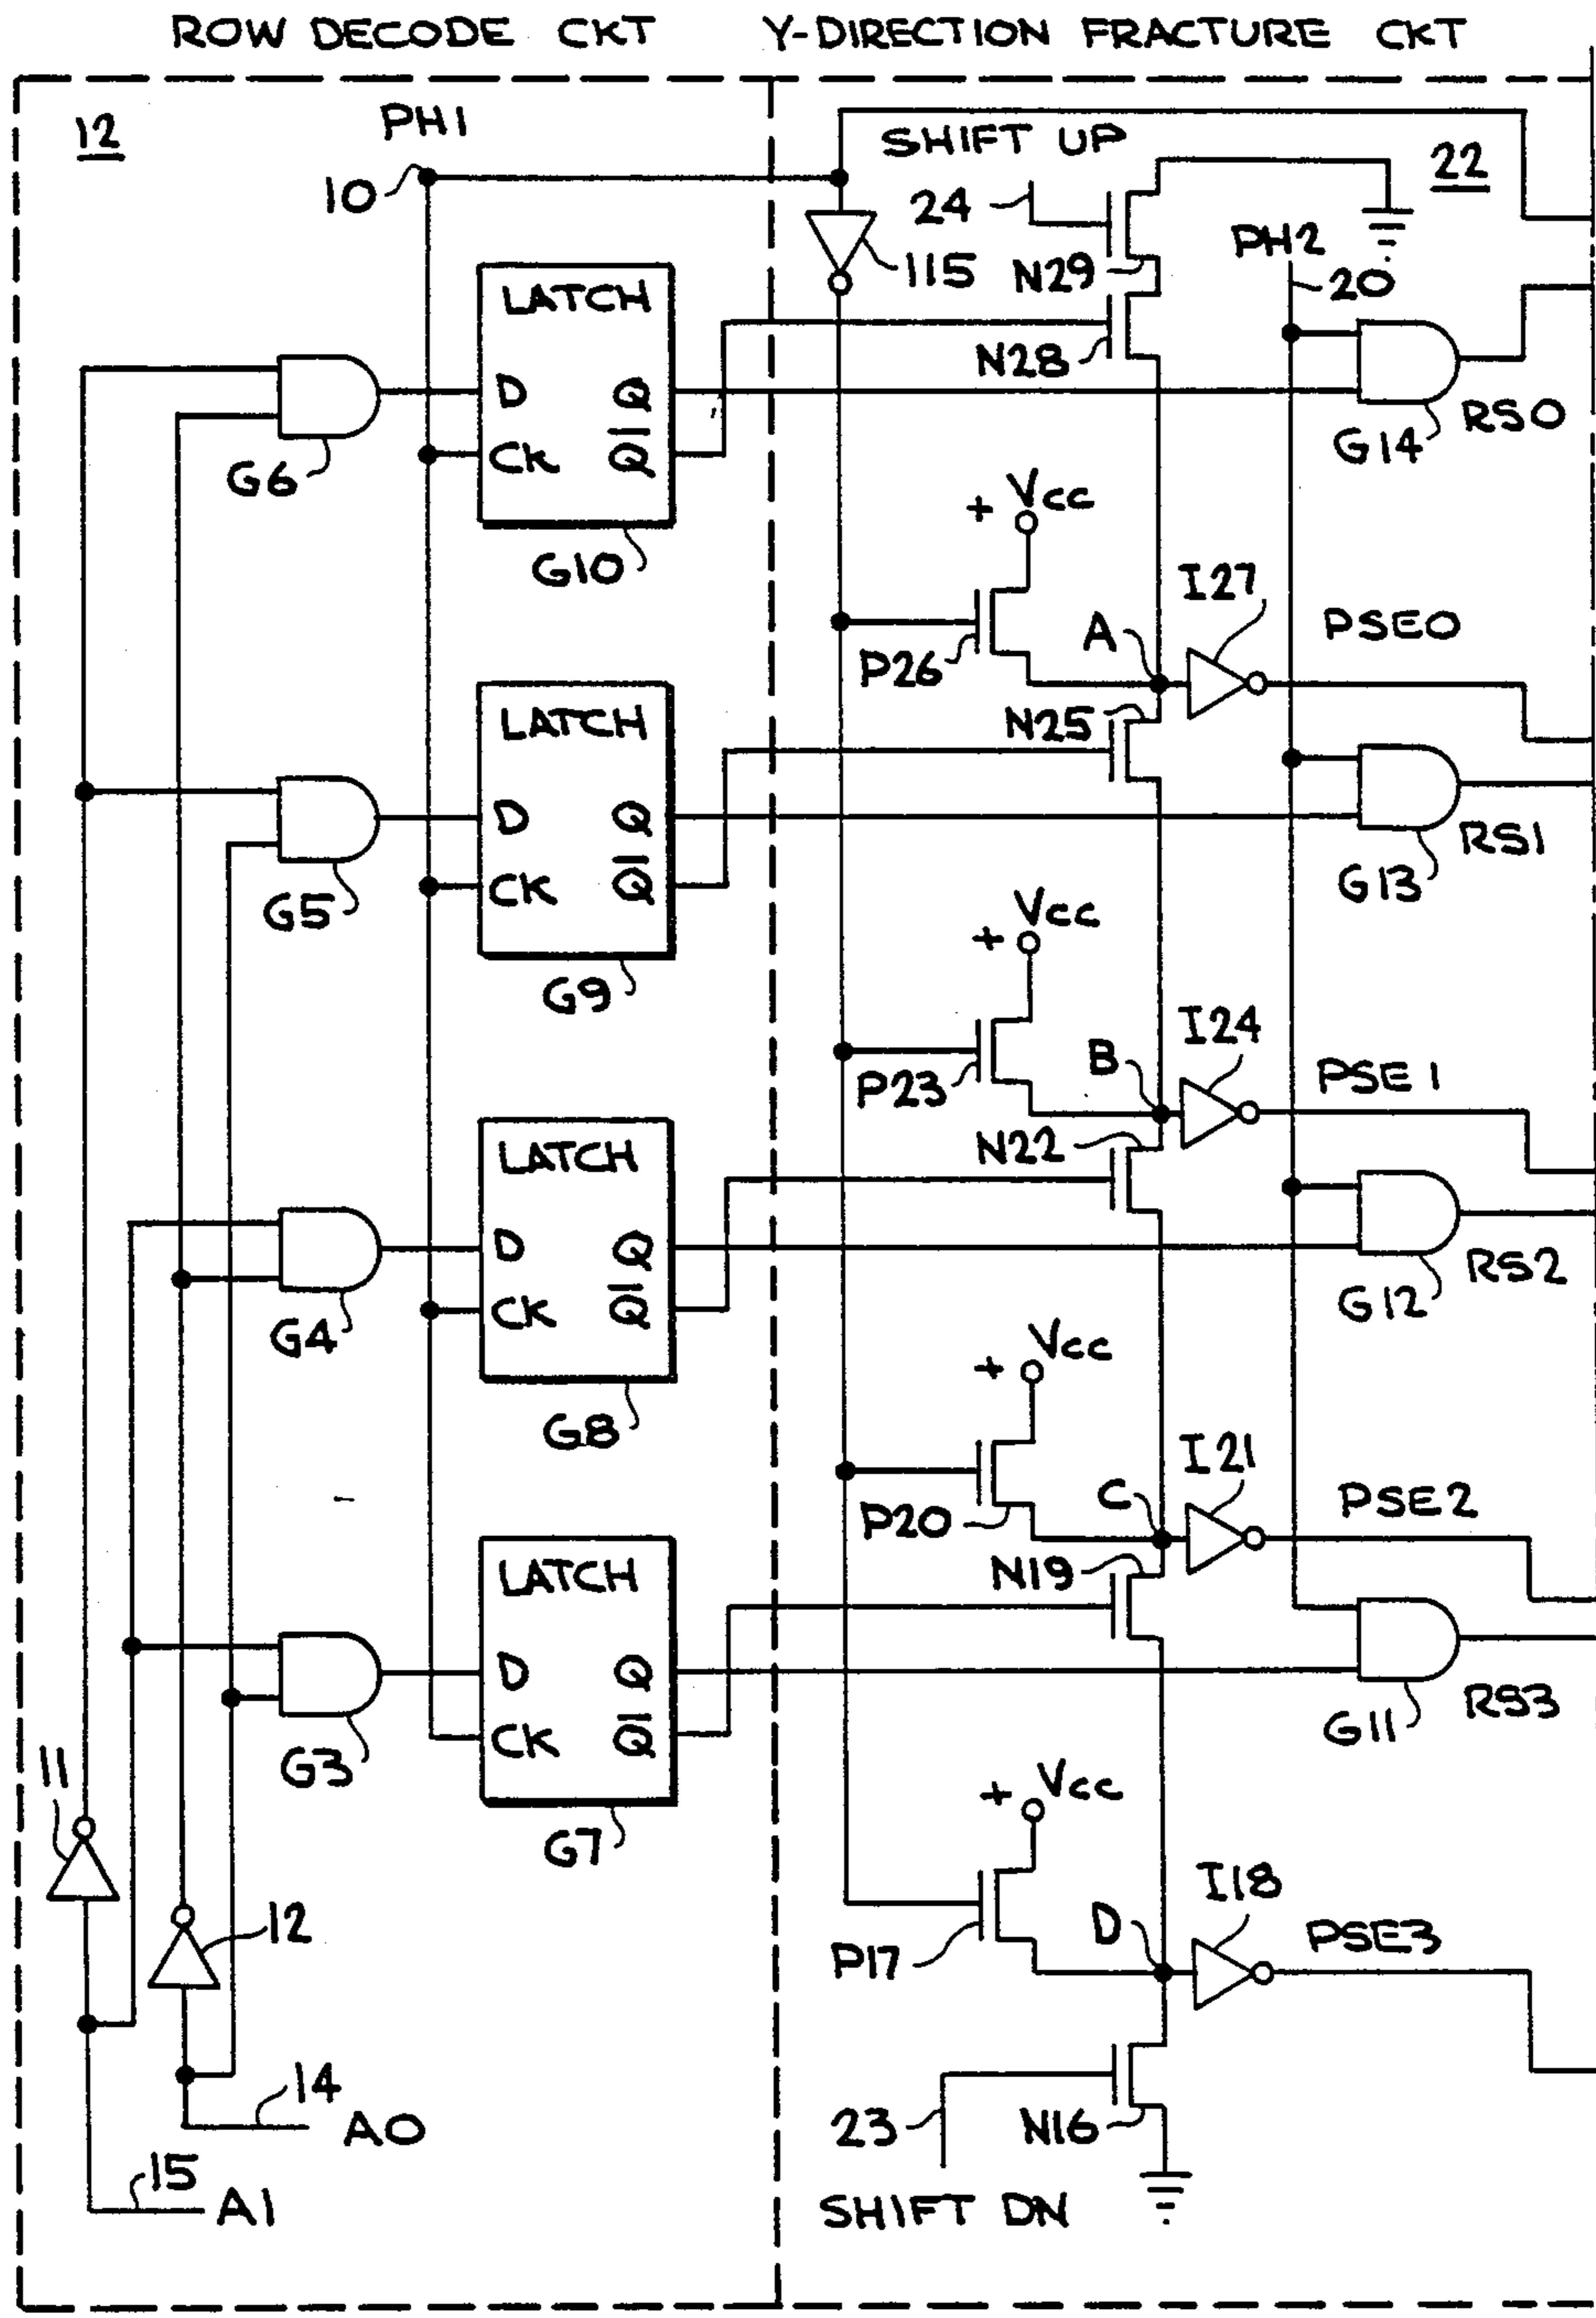 ROW DECODE CKT
Y-DIRECTION FRACTURE CKT
12
PH1
10
SHIFT UP
22
24
115
N29
PH2
20
LATCH
N28
D Q
CK Q̅
G6
G10
G14
RS0
+ Vcc
P26
A
I27
PSE0
N25
LATCH
D Q
CK Q̅
G5
G9
G13
RS1
+ Vcc
P23
B
I24
PSE1
N22
LATCH
D Q
CK Q̅
G4
G8
G12
RS2
+ Vcc
P20
C
I21
PSE2
N19
LATCH
D Q
CK Q̅
G3
G7
G11
RS3
11
+ Vcc
P17
D
I18
PSE3
12
14
A0
15
A1
23
N16
SHIFT DN